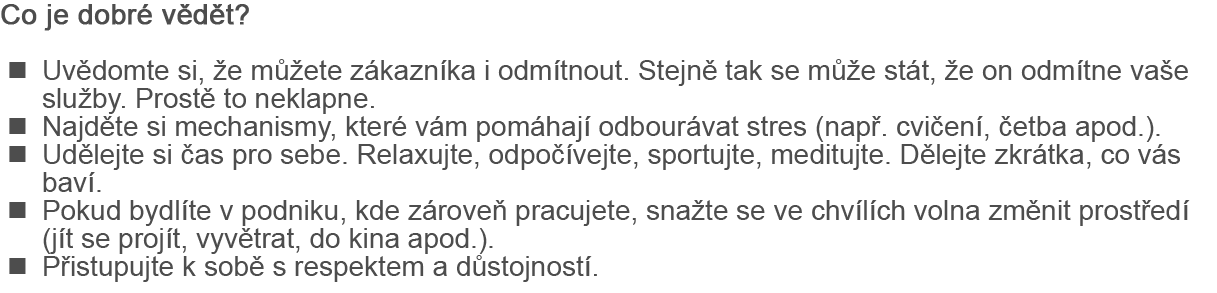 Co je dobré vědět?
■ Uvědomte si, že můžete zákazníka i odmítnout. Stejně tak se může stát, že on odmítne vaše
služby. Prostě to neklapne.
■ Najděte si mechanismy, které vám pomáhají odbourávat stres (např. cvičení, četba apod.).
■ Udělejte si čas pro sebe. Relaxujte, odpočívejte, sportujte, meditujte. Dělejte zkrátka, co vás
baví.
■ Pokud bydlíte v podniku, kde zároveň pracujete, snažte se ve chvílích volna změnit prostředí
(jít se projít, vyvětrat, do kina apod.).
■ Přistupujte k sobě s respektem a důstojností.